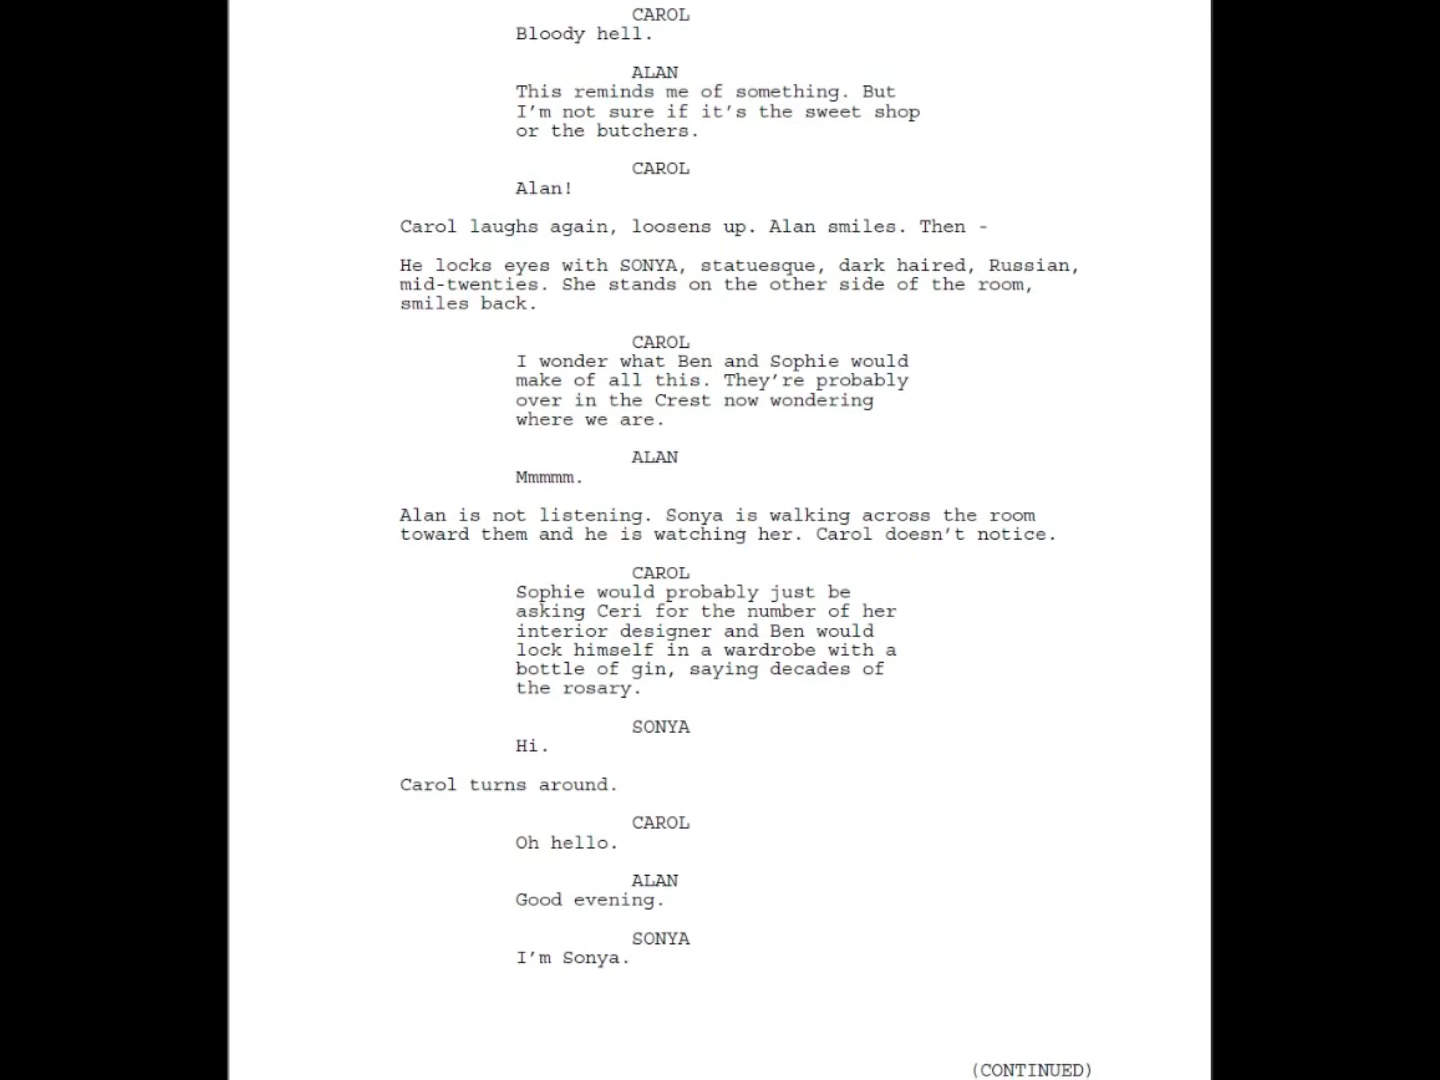 CAROL
Bloody hell.
ALAN
This reminds me of something. But
I'm not sure if it's the sweet shop
or the butchers.
CAROL
Alan!
Carol laughs again, loosens up. Alan smiles. Then -
He locks eyes with SONYA, statuesque, dark haired, Russian,
mid-twenties. She stands on the other side of the room,
smiles back.
CAROL
I wonder what Ben and Sophie would
make of all this. They're probably
over in the Crest now wondering
where we are.
ALAN
Mmmmm.
Alan is not listening. Sonya is walking across the room
toward them and he is watching her. Carol doesn't notice.
CAROL
Sophie would probably just be
asking Ceri for the number of her
interior designer and Ben would
lock himself in a wardrobe with a
bottle of gin, saying decades of
the rosary.
SONYA
Hi.
Carol turns around.
CAROL
Oh hello.
ALAN
Good evening.
SONYA
I'm Sonya.
(CONTINUED)